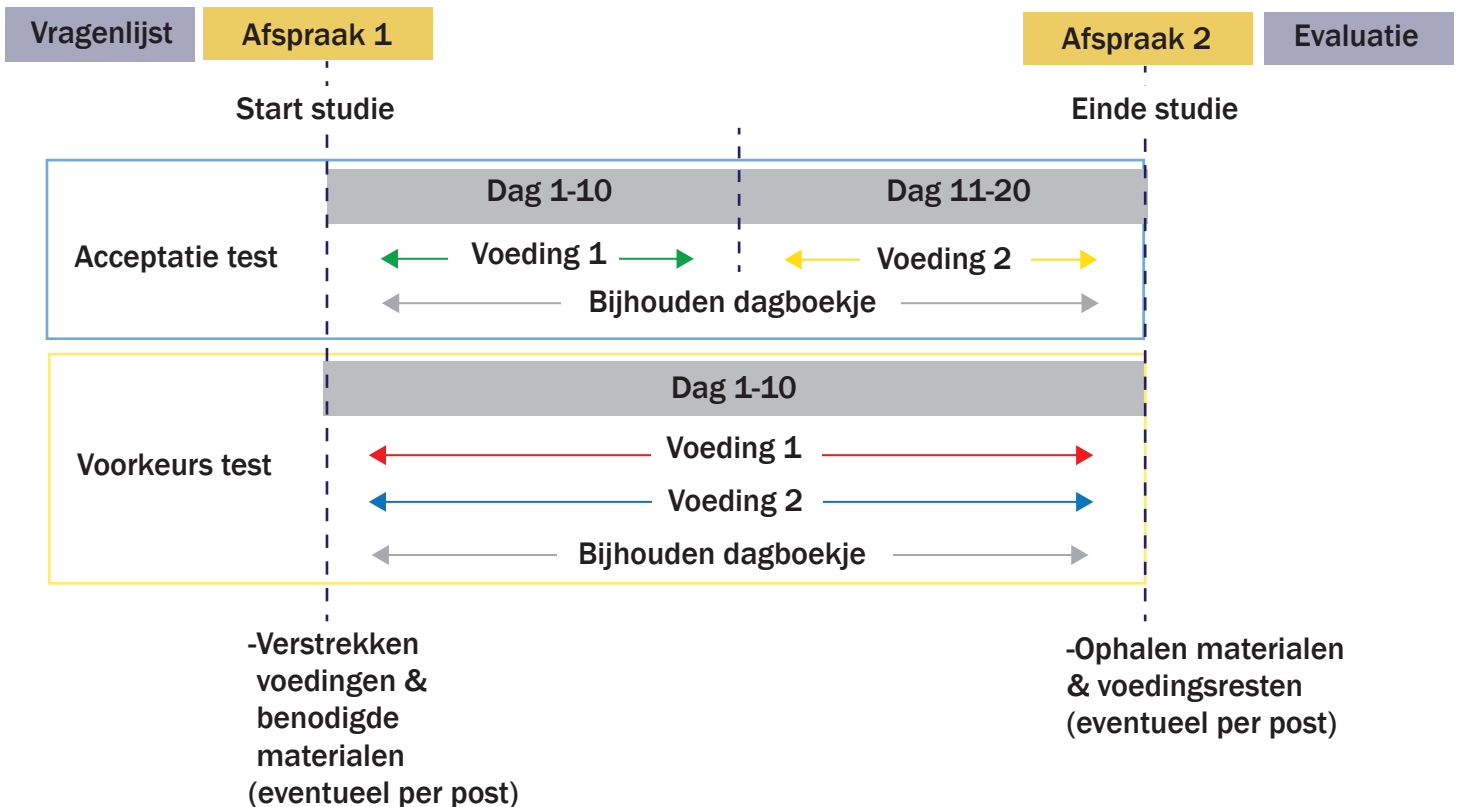 Vragenlijst
Afspraak 1
Afspraak 2
Evaluatie
Start studie
Einde studie
Dag 1-10
Dag 11-20
Acceptatie test
Voeding 1
Voeding 2
Bijhouden dagboekje
Dag 1-10
Voorkeurs test
Voeding 1
Voeding 2
Bijhouden dagboekje
-Verstrekken
voedingen &
benodigde
materialen
(eventueel per post)
-Ophalen materialen
& voedingsresten
(eventueel per post)